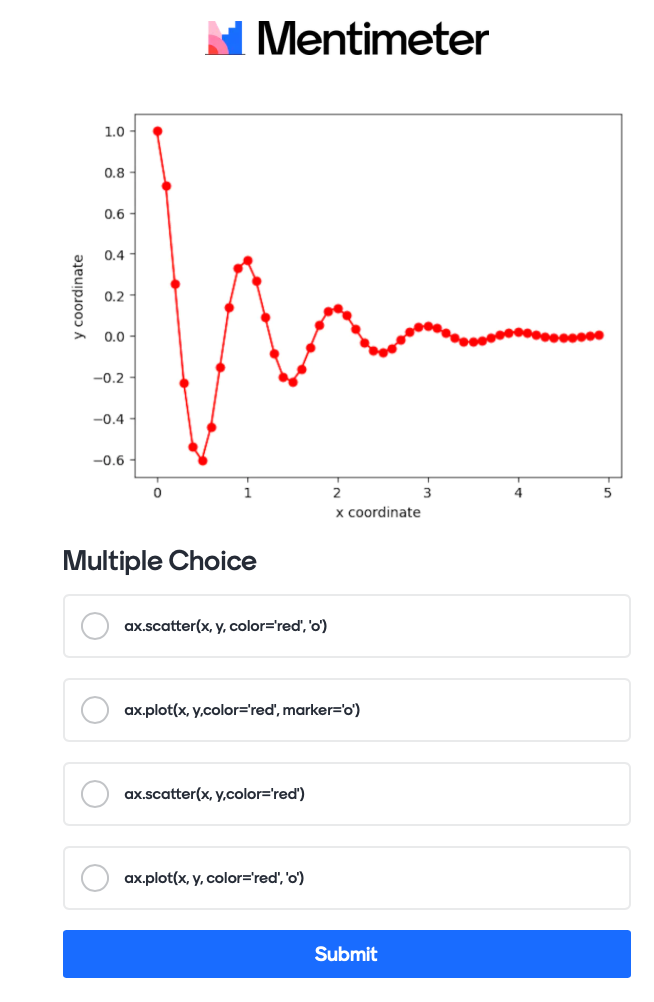 Mentimeter
1.0
0.8
0.6
0.4
0.2
0.0
−0.2
−0.4
−0.6
y coordinate
0 1 2 3 4 5
x coordinate
Multiple Choice
ax.scatter(x, y, color='red', 'o')
ax.plot(x, y,color='red', marker='o')
ax.scatter(x, y,color='red')
ax.plot(x, y, color='red', 'o')
Submit